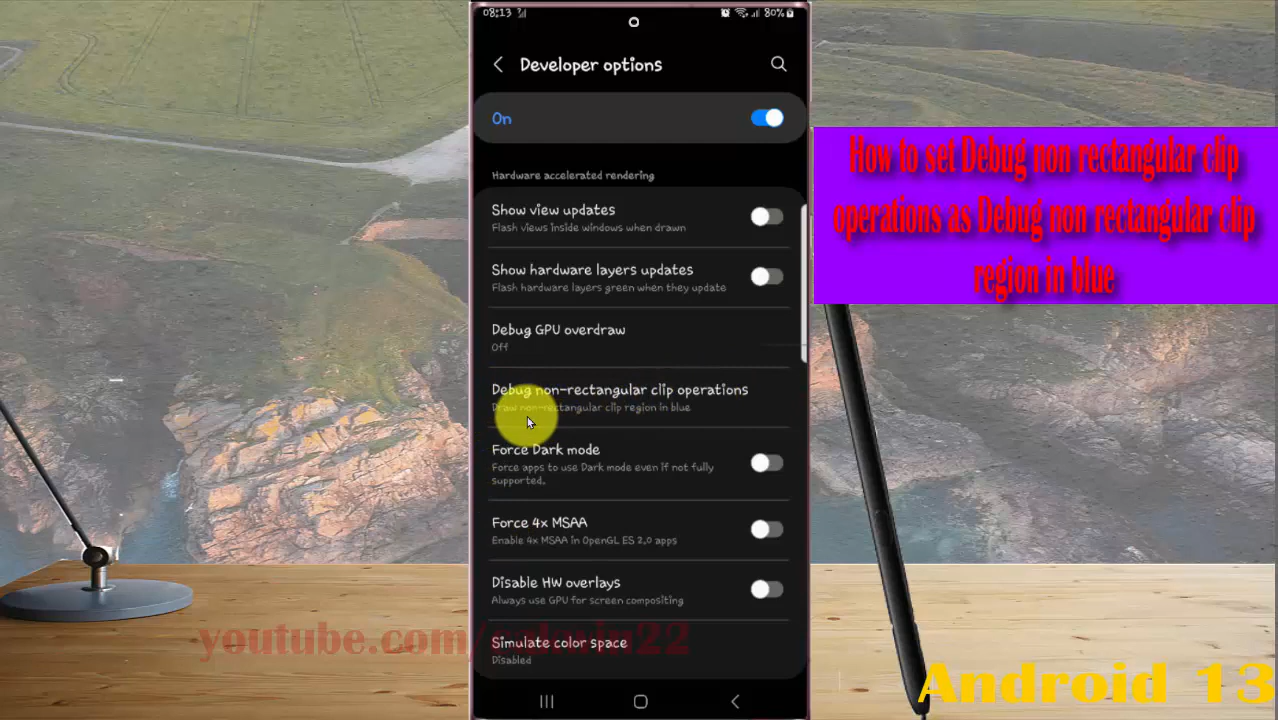 08:13
80%
Developer options
On
Hardware accelerated rendering
Show view updates
Flash views inside windows when drawn
Show hardware layers updates
Flash hardware layers green when they update
Debug GPU overdraw
Off
Debug non-rectangular clip operations
Draw non-rectangular clip region in blue
Force Dark mode
Force apps to use Dark mode even if not fully
supported.
Force 4x MSAA
Enable 4x MSAA in OpenGL ES 2.0 apps
Disable HW overlays
Always use GPU for screen compositing
Simulate color space
Disabled
How to set Debug non rectangular clip
operations as Debug non rectangular clip
region in blue
youtube.com/
Android 13